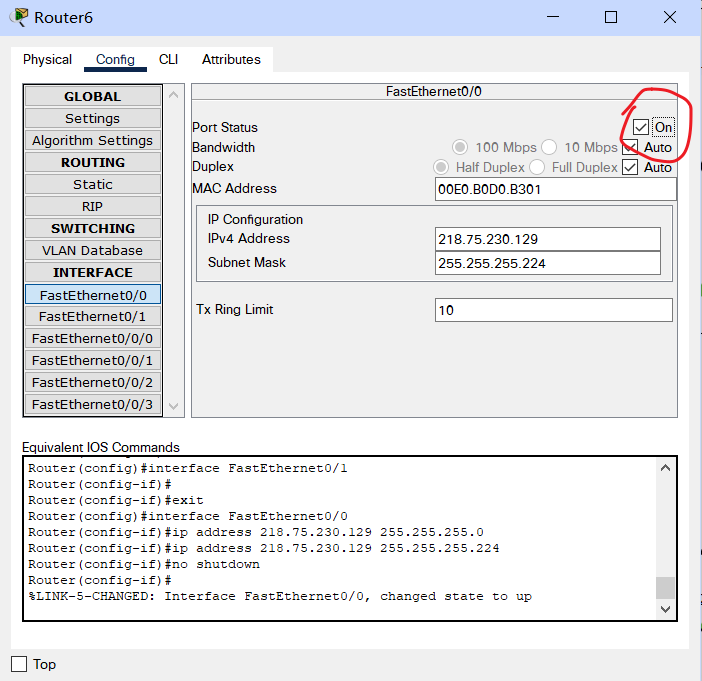 Router6
Physical Config CLI Attributes
GLOBAL
Settings
Algorithm Settings
ROUTING
Static
RIP
SWITCHING
VLAN Database
INTERFACE
FastEthernet0/0
FastEthernet0/1
FastEthernet0/0/0
FastEthernet0/0/1
FastEthernet0/0/2
FastEthernet0/0/3
FastEthernet0/0
Port Status On
Bandwidth 100 Mbps 10 Mbps Auto
Duplex Half Duplex Full Duplex Auto
MAC Address 00E0.B0D0.B301
IP Configuration
IPv4 Address 218.75.230.129
Subnet Mask 255.255.255.224
Tx Ring Limit 10
Equivalent IOS Commands
Router(config)#interface FastEthernet0/1
Router(config-if)#
Router(config-if)#exit
Router(config)#interface FastEthernet0/0
Router(config-if)#ip address 218.75.230.129 255.255.255.0
Router(config-if)#ip address 218.75.230.129 255.255.255.224
Router(config-if)#no shutdown
Router(config-if)#
%LINK-5-CHANGED: Interface FastEthernet0/0, changed state to up
Top